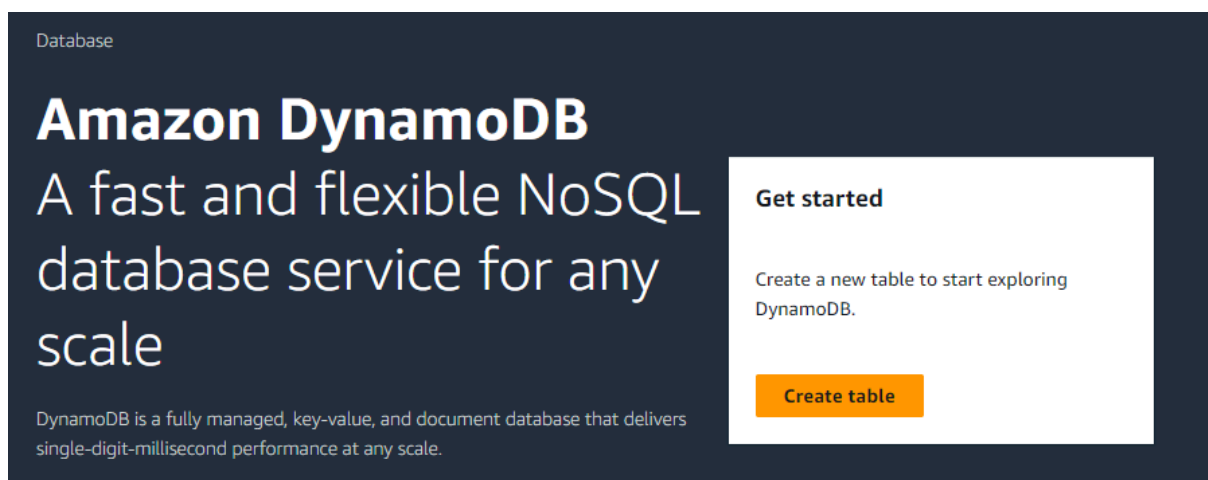 Database
Amazon DynamoDB
A fast and flexible NoSQL
database service for any
scale
DynamoDB is a fully managed, key-value, and document database that delivers
single-digit-millisecond performance at any scale.
Get started
Create a new table to start exploring
DynamoDB.
Create table